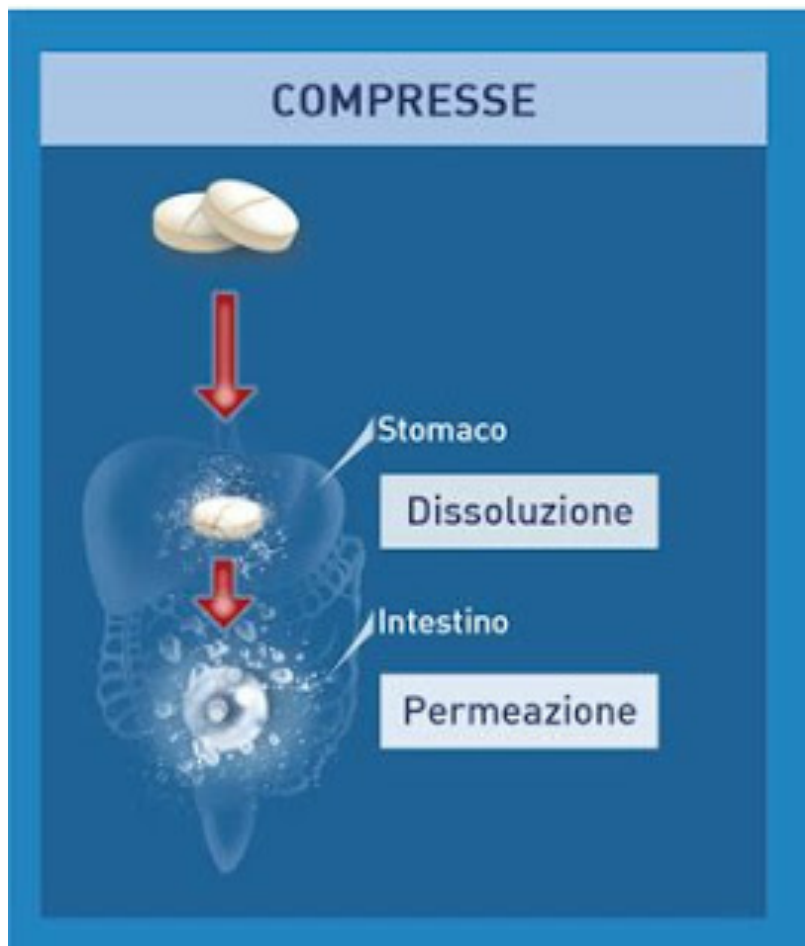 COMPRESSE
Stomaco
Dissoluzione
Intestino
Permeazione